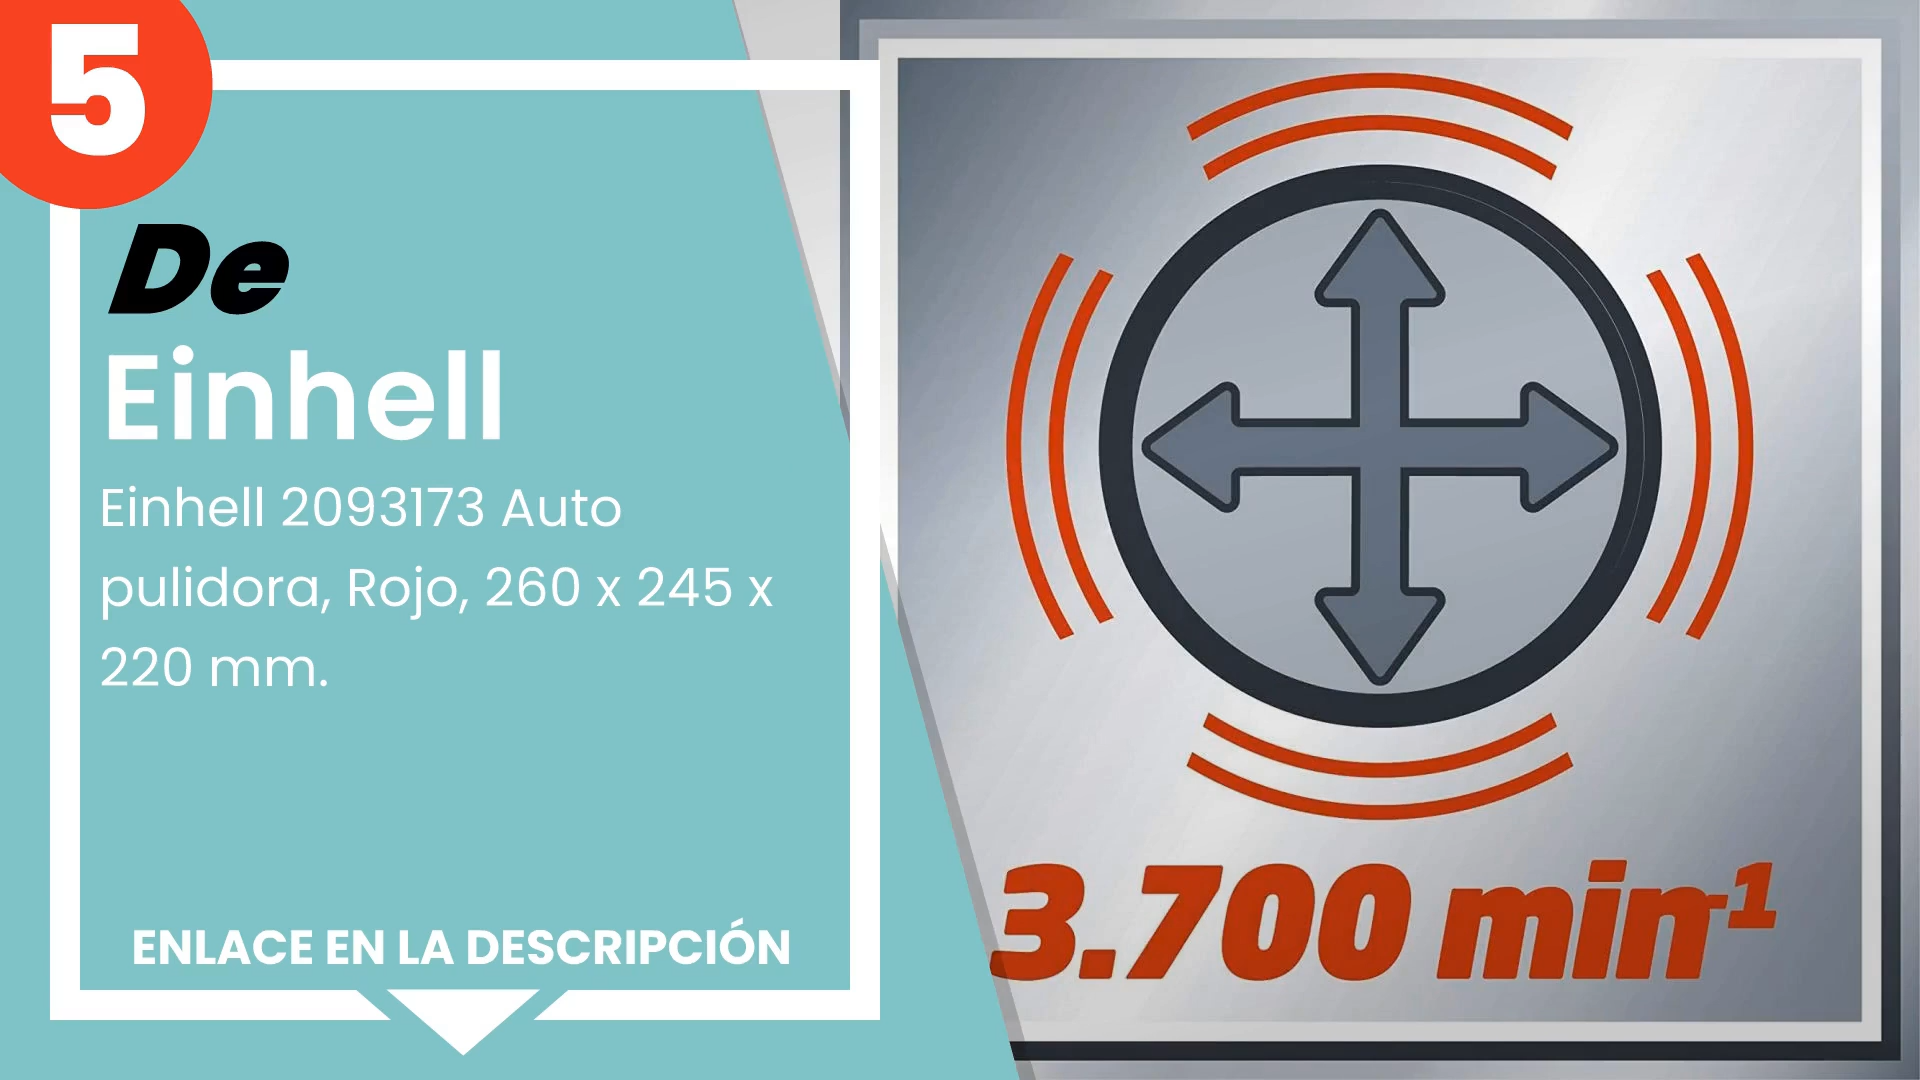 5
De
Einhell
Einhell 2093173 Auto
pulidora, Rojo, 260 x 245 x
220 mm.
ENLACE EN LA DESCRIPCIÓN
3.700 min⁻¹